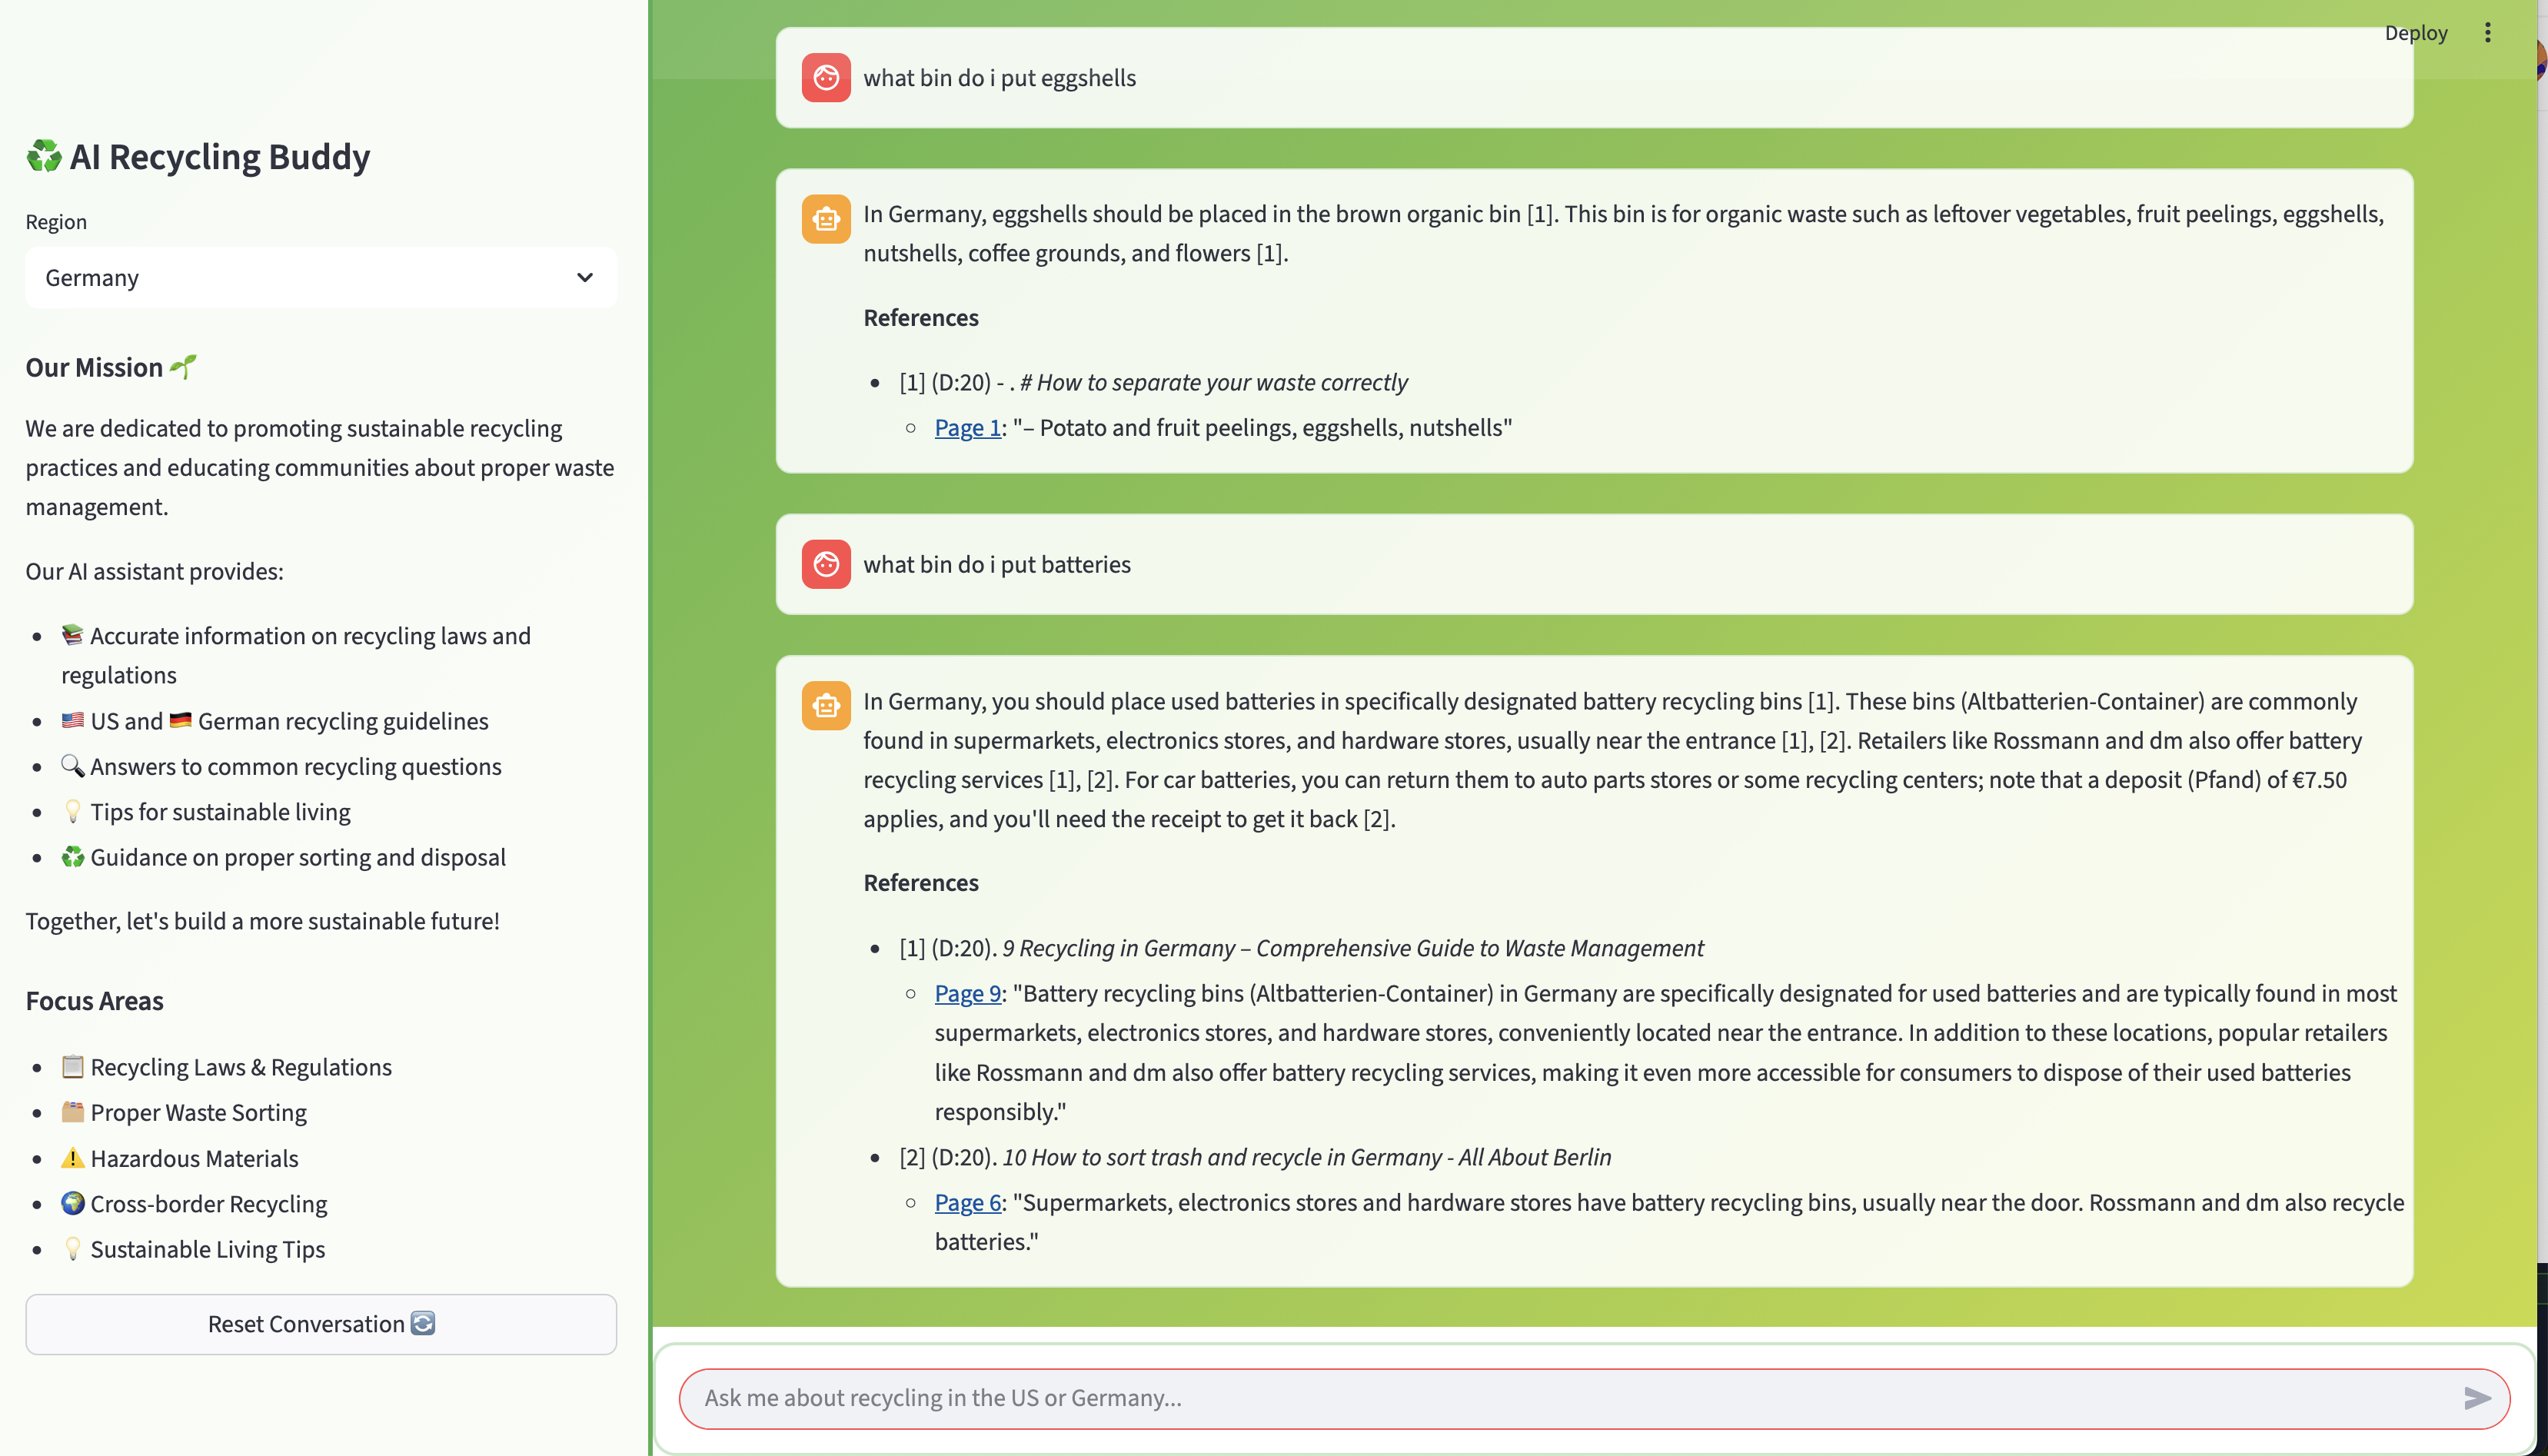 ♻️ AI Recycling Buddy
Region
Germany
Our Mission 🌱
We are dedicated to promoting sustainable recycling
practices and educating communities about proper waste
management.
Our AI assistant provides:
• 📚 Accurate information on recycling laws and
regulations
• 🇺🇸 US and 🇩🇪 German recycling guidelines
• 🔍 Answers to common recycling questions
• 💡 Tips for sustainable living
• ♻️ Guidance on proper sorting and disposal
Together, let's build a more sustainable future!
Focus Areas
• 📋 Recycling Laws & Regulations
• 🗂️ Proper Waste Sorting
• ⚠️ Hazardous Materials
• 🌍 Cross-border Recycling
• 💡 Sustainable Living Tips
Reset Conversation 🔄
Deploy
what bin do i put eggshells
In Germany, eggshells should be placed in the brown organic bin [1]. This bin is for organic waste such as leftover vegetables, fruit peelings, eggshells,
nutshells, coffee grounds, and flowers [1].
References
• [1] (D:20) - . # How to separate your waste correctly
◦ Page 1: "– Potato and fruit peelings, eggshells, nutshells"
what bin do i put batteries
In Germany, you should place used batteries in specifically designated battery recycling bins [1]. These bins (Altbatterien-Container) are commonly
found in supermarkets, electronics stores, and hardware stores, usually near the entrance [1], [2]. Retailers like Rossmann and dm also offer battery
recycling services [1], [2]. For car batteries, you can return them to auto parts stores or some recycling centers; note that a deposit (Pfand) of €7.50
applies, and you'll need the receipt to get it back [2].
References
• [1] (D:20). 9 Recycling in Germany – Comprehensive Guide to Waste Management
◦ Page 9: "Battery recycling bins (Altbatterien-Container) in Germany are specifically designated for used batteries and are typically found in most
supermarkets, electronics stores, and hardware stores, conveniently located near the entrance. In addition to these locations, popular retailers
like Rossmann and dm also offer battery recycling services, making it even more accessible for consumers to dispose of their used batteries
responsibly."
• [2] (D:20). 10 How to sort trash and recycle in Germany - All About Berlin
◦ Page 6: "Supermarkets, electronics stores and hardware stores have battery recycling bins, usually near the door. Rossmann and dm also recycle
batteries."
Ask me about recycling in the US or Germany...